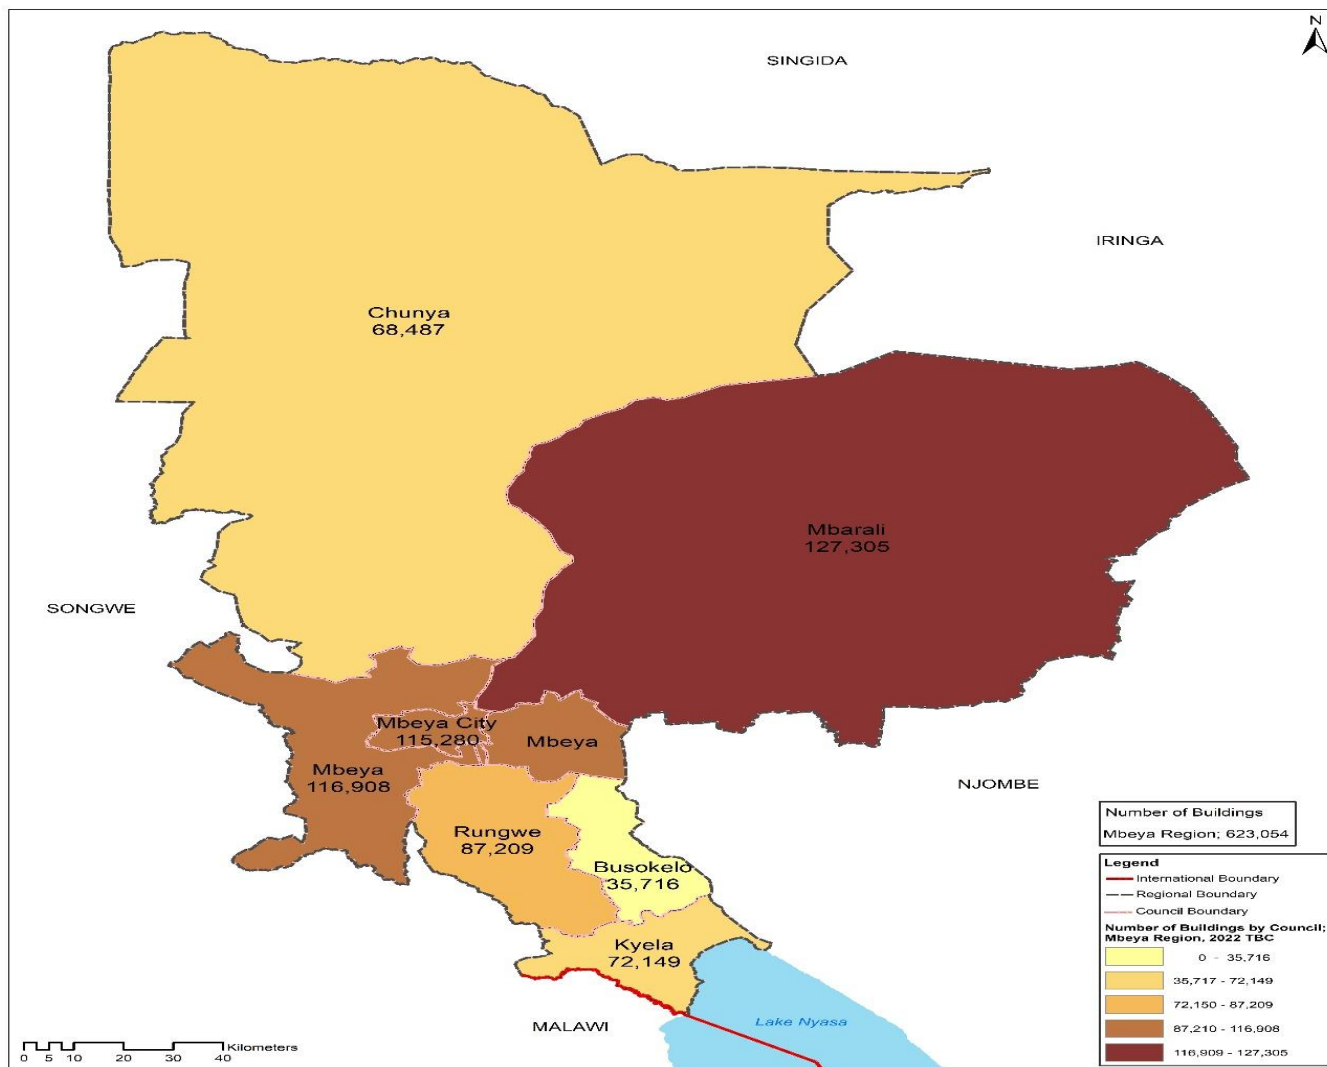 N
SINGIDA
IRINGA
Chunya
68,487
Mbarali
127,305
SONGWE
Mbeya City
115,280
Mbeya
Mbeya
116,908
NJOMBE
Rungwe
87,209
Busokelo
35,716
Kyela
72,149
MALAWI
Lake Nyasa
Kilometers
0 5 10 20 30 40
Number of Buildings
Mbeya Region; 623,054
Legend
International Boundary
Regional Boundary
Council Boundary
Number of Buildings by Council;
Mbeya Region, 2022 TBC
0 - 35,716
35,717 - 72,149
72,150 - 87,209
87,210 - 116,908
116,909 - 127,305